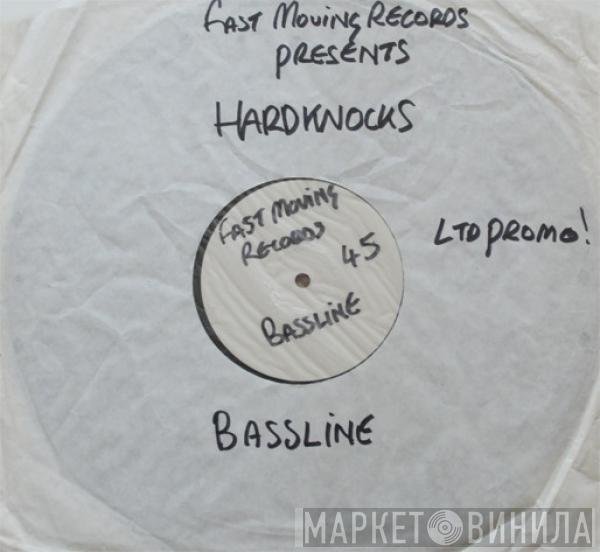 FAST MOVING RECORDS
PRESENTS
HARDKNOCKS
FAST MOVING
RECORDS
45
BASSLINE
LTD PROMO!
BASSLINE
МАРКЕТ ВИНИЛА